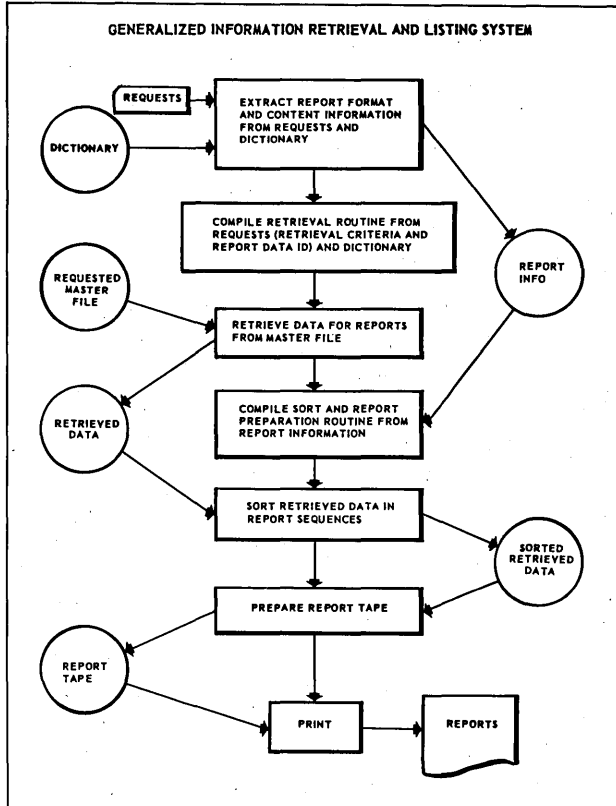 GENERALIZED INFORMATION RETRIEVAL AND LISTING SYSTEM
REQUESTS
EXTRACT REPORT FORMAT
AND CONTENT INFORMATION
FROM REQUESTS AND
DICTIONARY
DICTIONARY
COMPILE RETRIEVAL ROUTINE FROM
REQUESTS (RETRIEVAL CRITERIA AND
REPORT DATA ID) AND DICTIONARY
REPORT
INFO
REQUESTED
MASTER
FILE
RETRIEVE DATA FOR REPORTS
FROM MASTER FILE
RETRIEVED
DATA
COMPILE SORT AND REPORT
PREPARATION ROUTINE FROM
REPORT INFORMATION
SORT RETRIEVED DATA IN
REPORT SEQUENCES
SORTED
RETRIEVED
DATA
PREPARE REPORT TAPE
REPORT
TAPE
PRINT
REPORTS